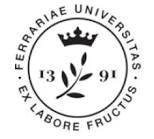 · FERRARIAE UNIVERSITAS ·
13 91
EX LABORE FRUCTUS